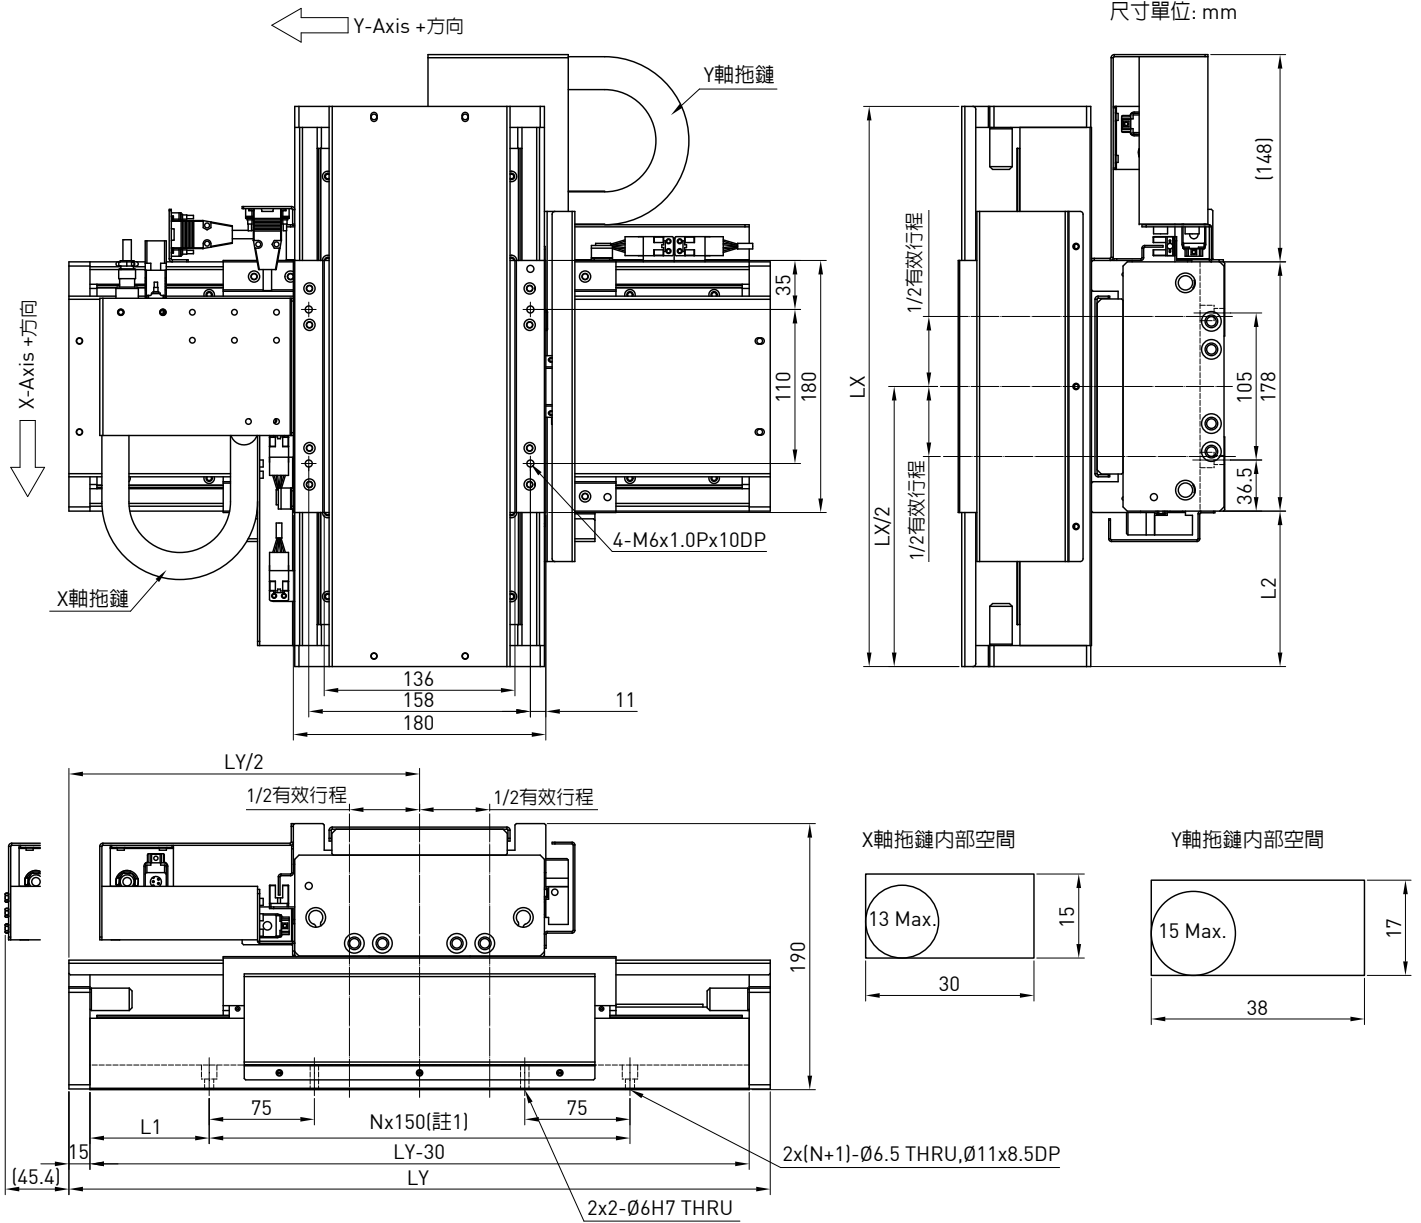 尺寸單位: mm
Y-Axis +方向
Y軸拖鏈
(148)
1/2有效行程
35
X-Axis +方向
LX
110
180
105
178
36.5
LX/2
1/2有效行程
4-M6x1.0Px10DP
L2
X軸拖鏈
136
158
11
180
LY/2
1/2有效行程
1/2有效行程
X軸拖鏈内部空間
Y軸拖鏈内部空間
13 Max.
15
15 Max.
17
190
30
38
75
Nx150(註1)
75
L1
15
LY-30
2x(N+1)-Ø6.5 THRU,Ø11x8.5DP
(45.4)
LY
2x2-Ø6H7 THRU